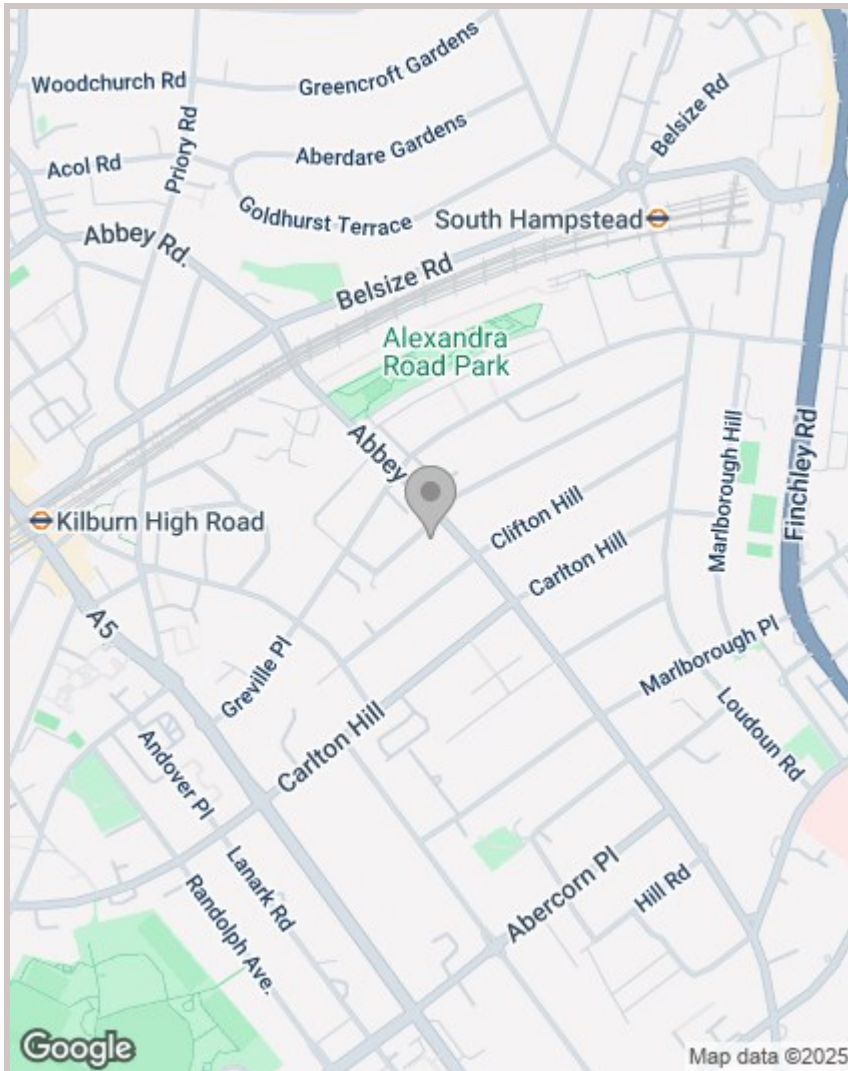 Greencroft Gardens
Woodchurch Rd
Belsize Rd
Priory Rd
Aberdare Gardens
Acol Rd
Goldhurst Terrace
South Hampstead
Abbey Rd.
Belsize Rd
Alexandra
Road Park
Finchley Rd
Marlborough Hill
Abbey
Clifton Hill
Kilburn High Road
Carlton Hill
A5
Marlborough Pl
Greville Pl
Loudoun Rd
Carlton Hill
Andover Pl
Lanark Rd
Abercorn Pl
Hill Rd
Randolph Ave.
Google
Map data ©2025